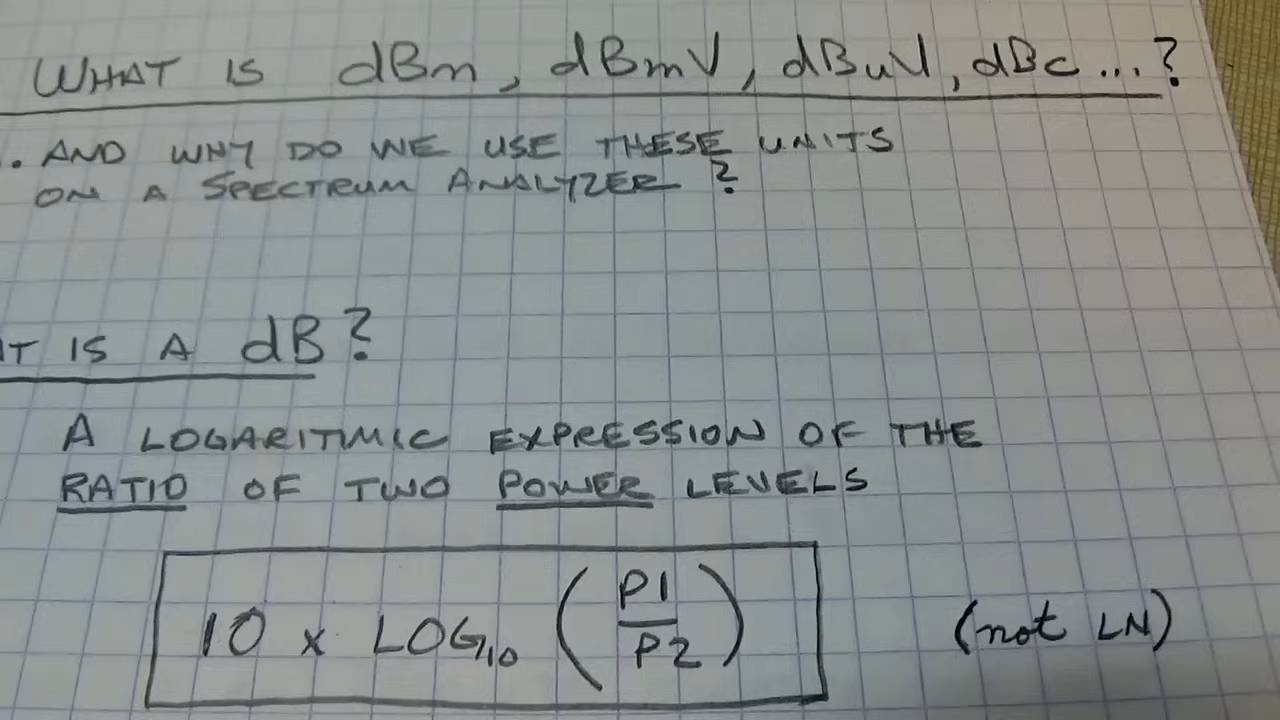 WHAT IS dBm, dBmV, dBuV, dBc...?
. AND WHY DO WE USE THESE UNITS
ON A SPECTRUM ANALYZER?
T IS A dB?
A LOGARITIMIC EXPRESSION OF THE
RATIO OF TWO POWER LEVELS
10 x LOG10 (P1/P2) (not LN)